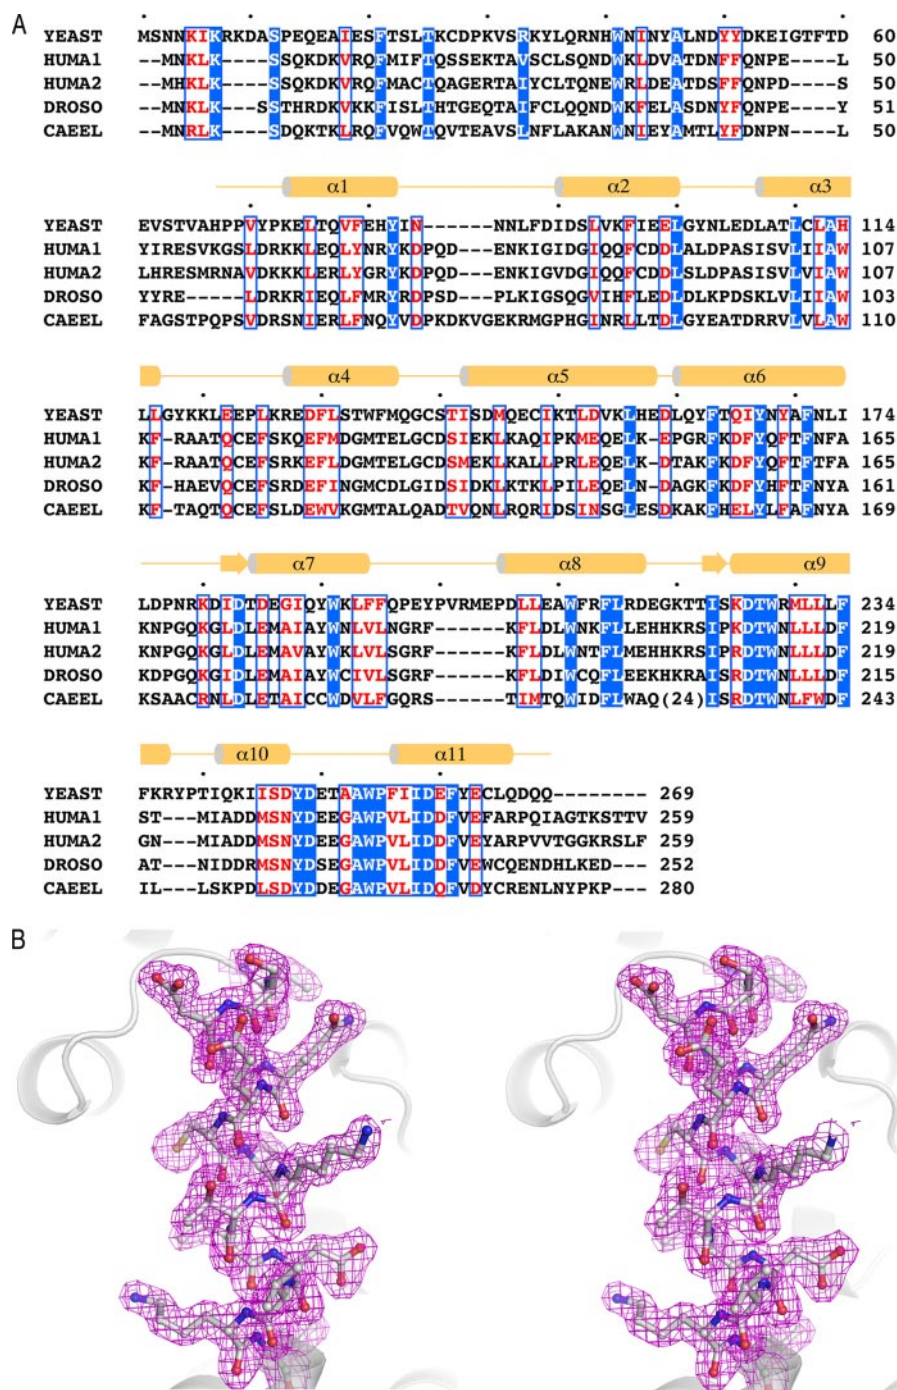 A
YEAST MSNNKIKRKDASPEQEAIESFTSLTKCDPKVSRKYLQRNHWNINYALNDYYDKEIGTFTD 60
HUMA1 --MNKLK----SSQKDKVRQFMIFTQSSEKTAVSCLSQNDWKLDVATDNFFQNPE----L 50
HUMA2 --MHKLK----SSQKDKVRQFMACTQAGERTAIYCLTQNEWRLDEATDNFFQNPD----S 50
DROSO --MNKLK---SSTHRDKVKKFISLTHTGEQTAIFCLQQNDWKFELASDNYFQNPE----Y 51
CAEEL --MNRLK----SDQKTKLRQFVQWTQVTEAVSLNFLAKANWNIEYAMTLYFDNPN----L 50
α1 α2 α3
YEAST EVSTVAHPPVYPKELTQVFEHYIN------NNLFDIDSLVKFIEELGYNLEDLATLCLAH 114
HUMA1 YIRESVKGSLDRKKLEQLYNRYKDPQD---ENKIGIDGIQQFCDDLALDPASISVLIIAW 107
HUMA2 LHRESMRNAVDKKKLERLYGRYKDPQD---ENKIGVDGIQQFCDDLSLDPASISVLVIAW 107
DROSO YYRE-----LDRKRIEQLFMRYRDPSD---PLKIGSQGVIHFLEDLDLKPDSKLVLIIAW 103
CAEEL FAGSTPQPSVDRSNIERLFNQYVDPKDKVGEKRMGPHGINRLLTDLGYEATDRRVLVLAW 110
α4 α5 α6
YEAST LLGYKKLEEPLKREDFLSTWFMQGCSTISDMQECIKTLDVKLHEDLQYFTQIYNYAFNLI 174
HUMA1 KF-RAATQCEFSKQEFMDGMTELGCDSIEKLKAQIPKMEQELK-EPGRFKDFYQFTFNFA 165
HUMA2 KF-RAATQCEFSRKEFLDGMTELGCDSMEKLKALLPRLEQELK-DTAKFKDFYQFTFTFA 165
DROSO KF-HAEVQCEFSRDEFINGMCDLGIDSIDKLKTKLPILEQELN-DAGKFKDFYHFTFNYA 161
CAEEL KF-TAQTQCEFSLDEWVKGMTALQADTVQNLRQRIDSINSGLESDKAKFHELYLFAFNYA 169
α7 α8 α9
YEAST LDPNRKDIDTDEGIQYWKLFFQPEYPVRMEPDLLEAWFRFLRDEGKTTISKDTWRMLLLF 234
HUMA1 KNPGQKGLDLEMAIAYWNLVLNGRF------KFLDLWNKFLLEHHKRSIPKDTWNLLLDF 219
HUMA2 KNPGQKGLDLEMAVAYWKLVLSGRF------KFLDLWNTFLMEHHKRSIPRDTWNLLLDF 219
DROSO KDPGQKGIDLEMAIAYWCIVLSGRF------KFLDIWCQFLEEKHKRAISRDTWNLLLDF 215
CAEEL KSAACRNLDLETAICCWDVLFGQRS------TIMTQWIDFLWAQ(24)ISRDTWNLFWDF 243
α10 α11
YEAST FKRYPTIQKIISDYDETAAWPFIIDEFYECLQDQQ-------- 269
HUMA1 ST---MIADDMSNYDEEGAWPVLIDDFVEFARPQIAGTKSTTV 259
HUMA2 GN---MIADDMSNYDEEGAWPVLIDDFVEYARPVVTGGKRSLF 259
DROSO AT---NIDDRMSNYDSEGAWPVLIDDFVEWCQENDHLKED--- 252
CAEEL IL---LSKPDLSDYDDEGAWPVLIDQFVDYCRENLNYPKP--- 280
B